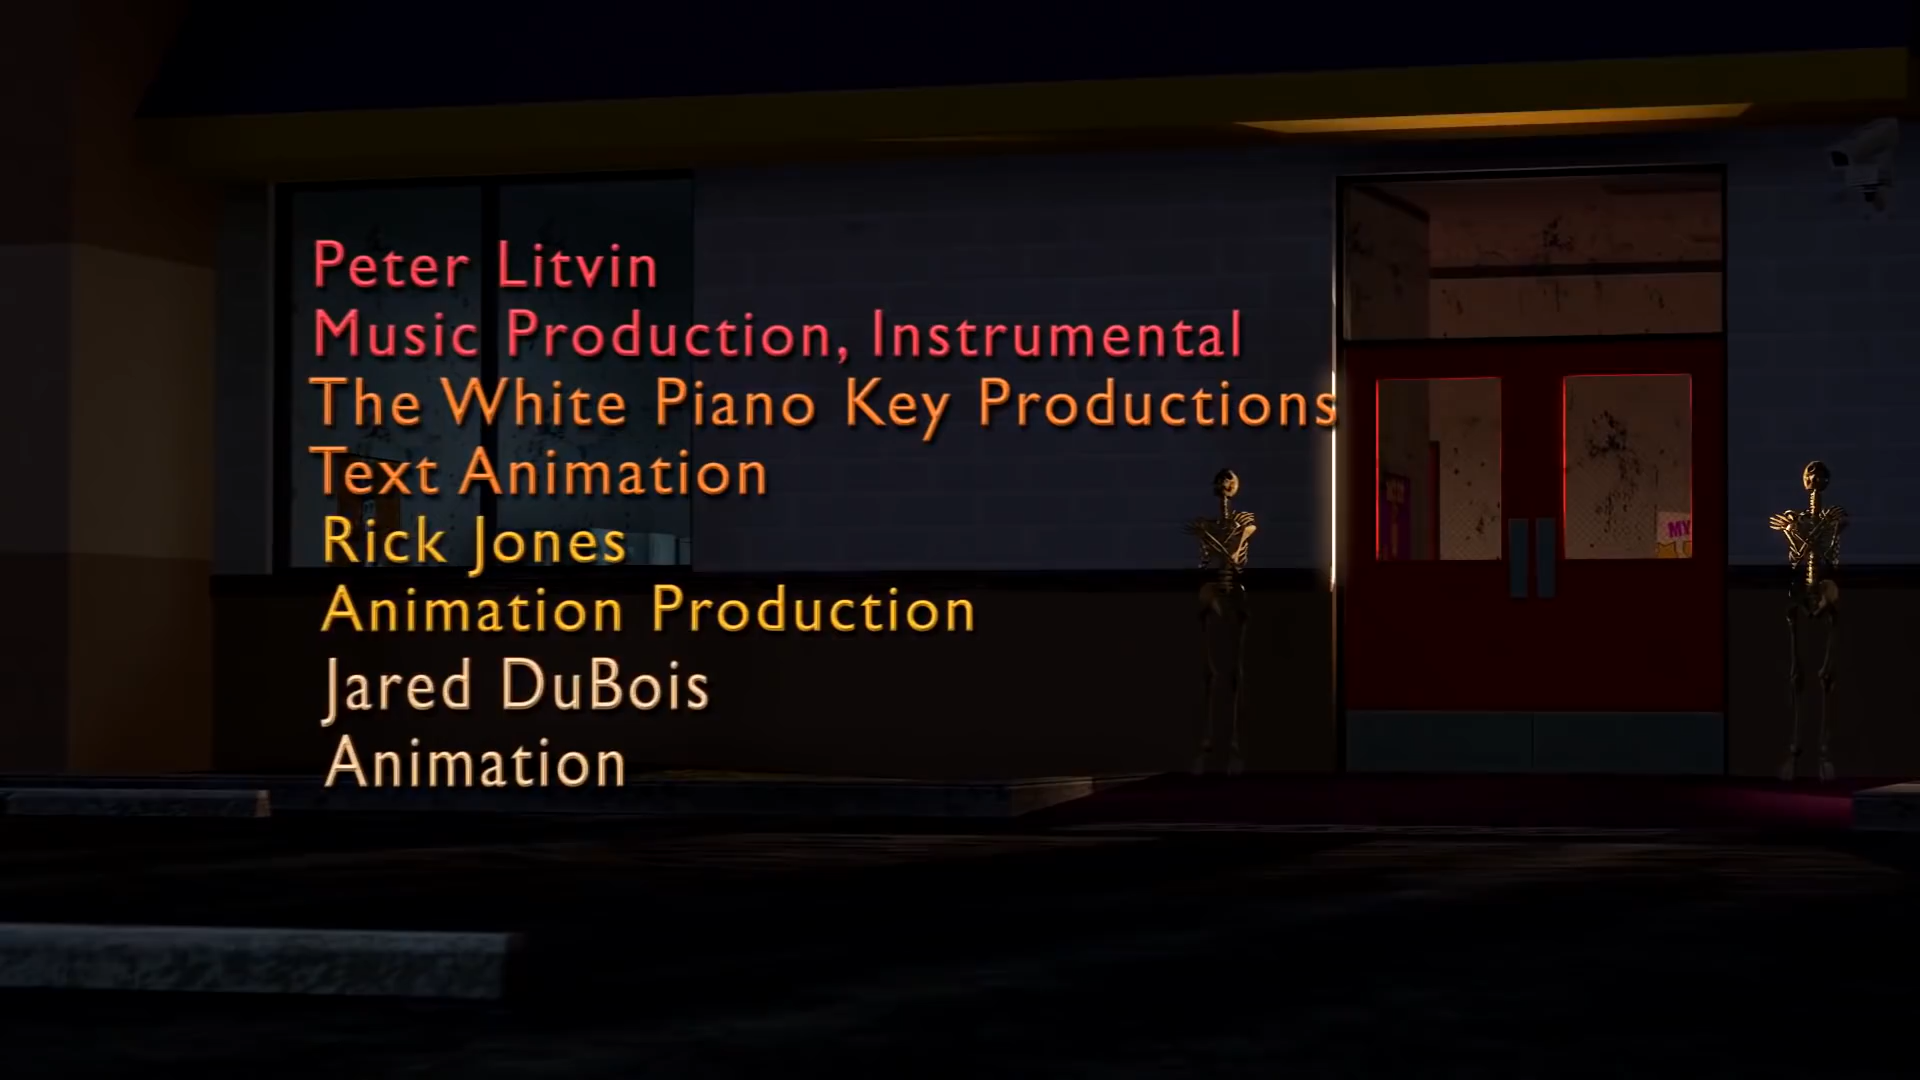 Peter Litvin
Music Production, Instrumental
The White Piano Key Productions
Text Animation
Rick Jones
Animation Production
Jared DuBois
Animation
MY